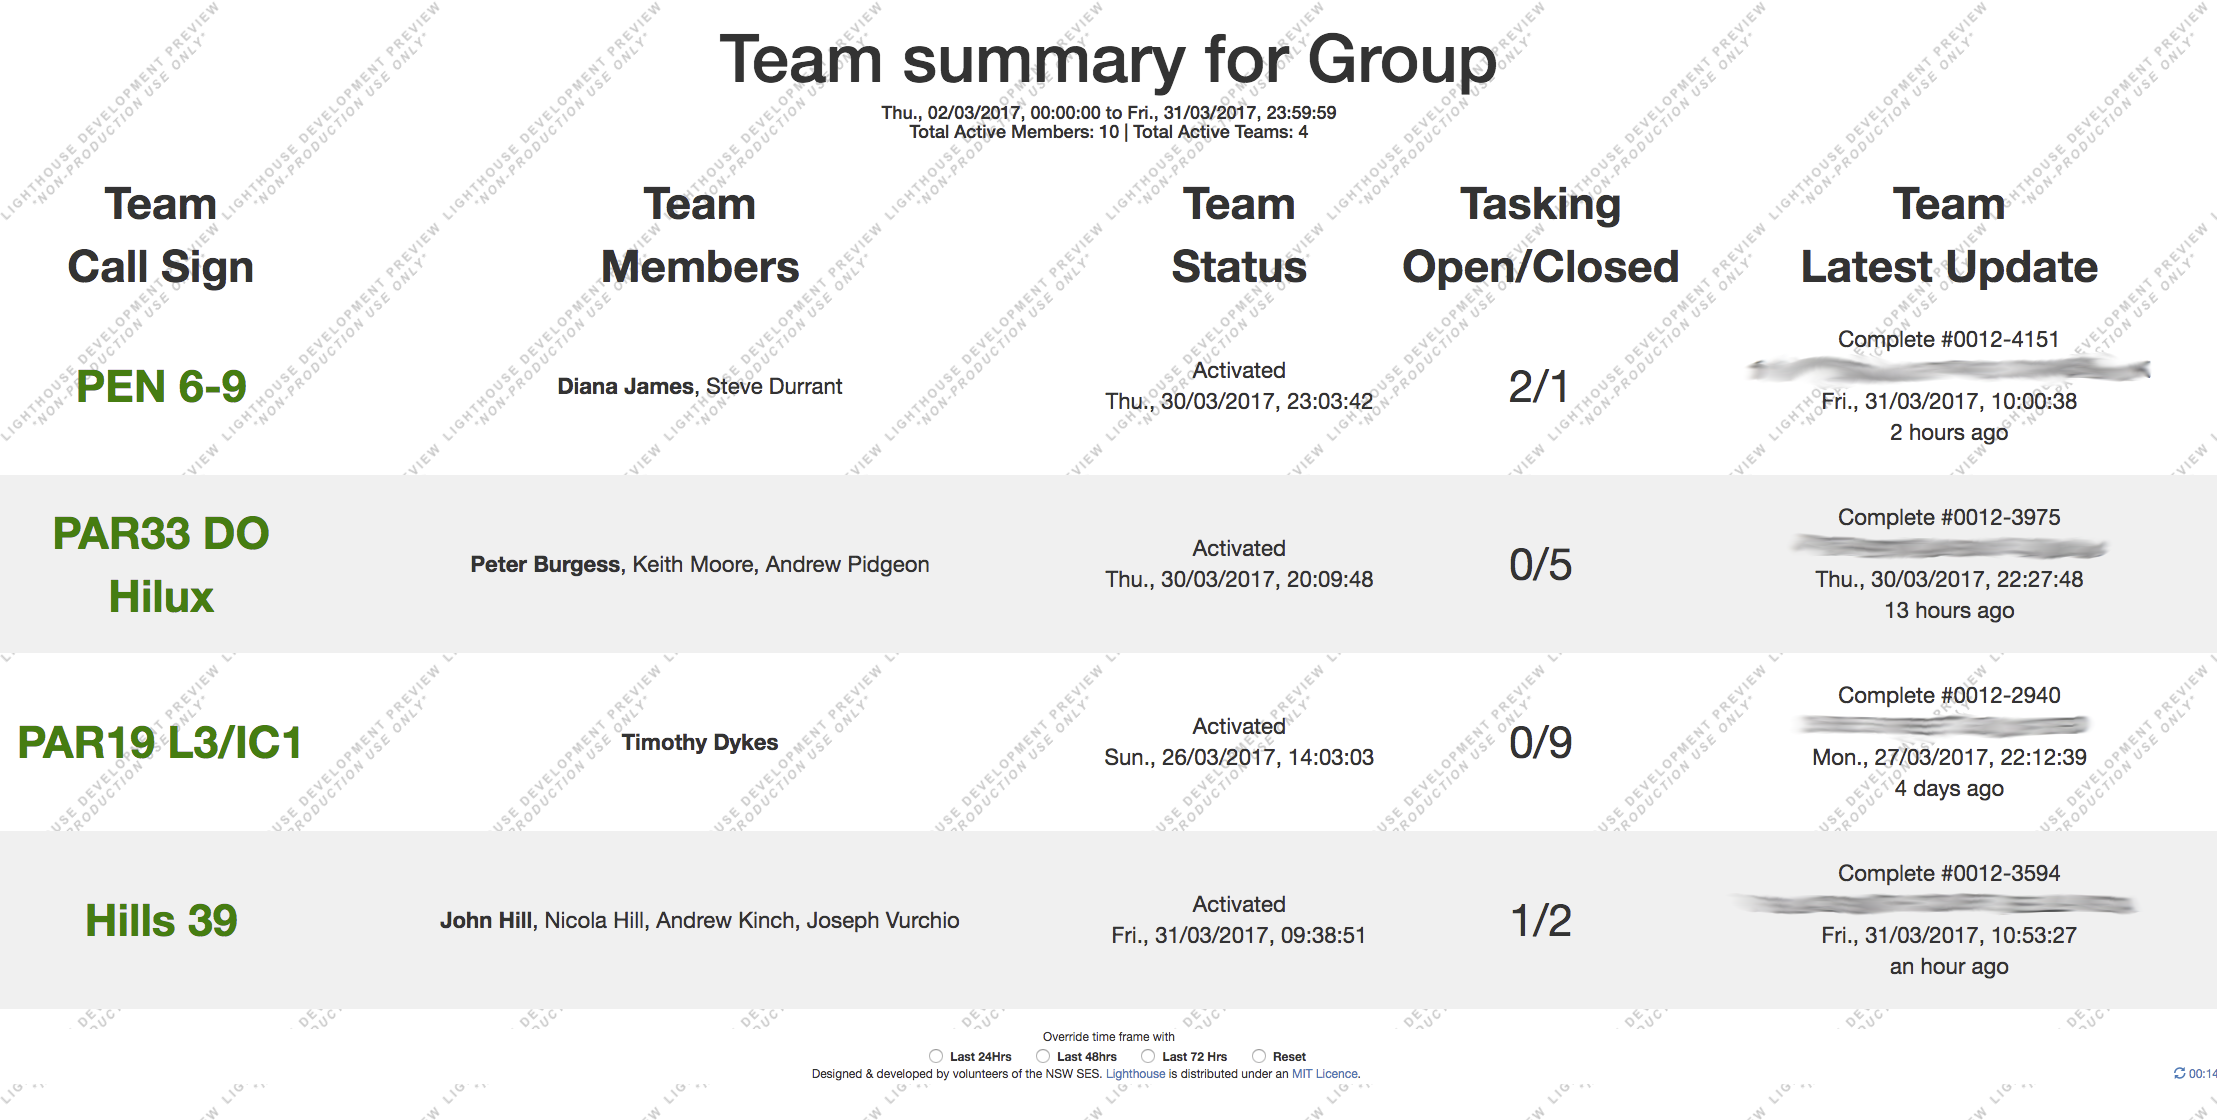 Team summary for Group
Thu., 02/03/2017, 00:00:00 to Fri., 31/03/2017, 23:59:59
Total Active Members: 10 | Total Active Teams: 4
Team Call Sign
Team Members
Team Status
Tasking Open/Closed
Team Latest Update
PEN 6-9
Diana James, Steve Durrant
Activated
Thu., 30/03/2017, 23:03:42
2/1
Complete #0012-4151
Fri., 31/03/2017, 10:00:38
2 hours ago
PAR33 DO
Hilux
Peter Burgess, Keith Moore, Andrew Pidgeon
Activated
Thu., 30/03/2017, 20:09:48
0/5
Complete #0012-3975
Thu., 30/03/2017, 22:27:48
13 hours ago
PAR19 L3/IC1
Timothy Dykes
Activated
Sun., 26/03/2017, 14:03:03
0/9
Complete #0012-2940
Mon., 27/03/2017, 22:12:39
4 days ago
Hills 39
John Hill, Nicola Hill, Andrew Kinch, Joseph Vurchio
Activated
Fri., 31/03/2017, 09:38:51
1/2
Complete #0012-3594
Fri., 31/03/2017, 10:53:27
an hour ago
Override time frame with
Last 24Hrs Last 48hrs Last 72 Hrs Reset
Designed & developed by volunteers of the NSW SES. Lighthouse is distributed under an MIT Licence.
00:14
LIGHTHOUSE DEVELOPMENT PREVIEW
*NON-PRODUCTION USE ONLY*